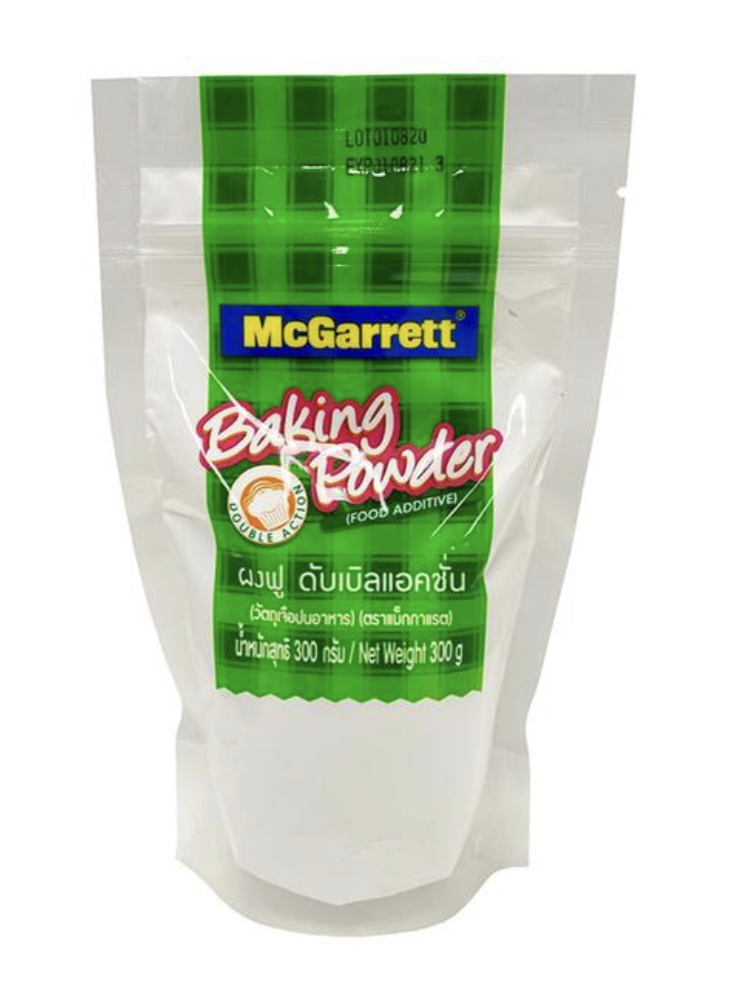 LOT010820
EXP010821 3
McGarrett®
Baking
Powder
DOUBLE ACTION
(FOOD ADDITIVE)
ผงฟู ดับเบิลแอคชั่น
(วัตถุเจือปนอาหาร) (ตราแม็กกาแรต)
น้ำหนักสุทธิ 300 กรัม / Net Weight 300 g